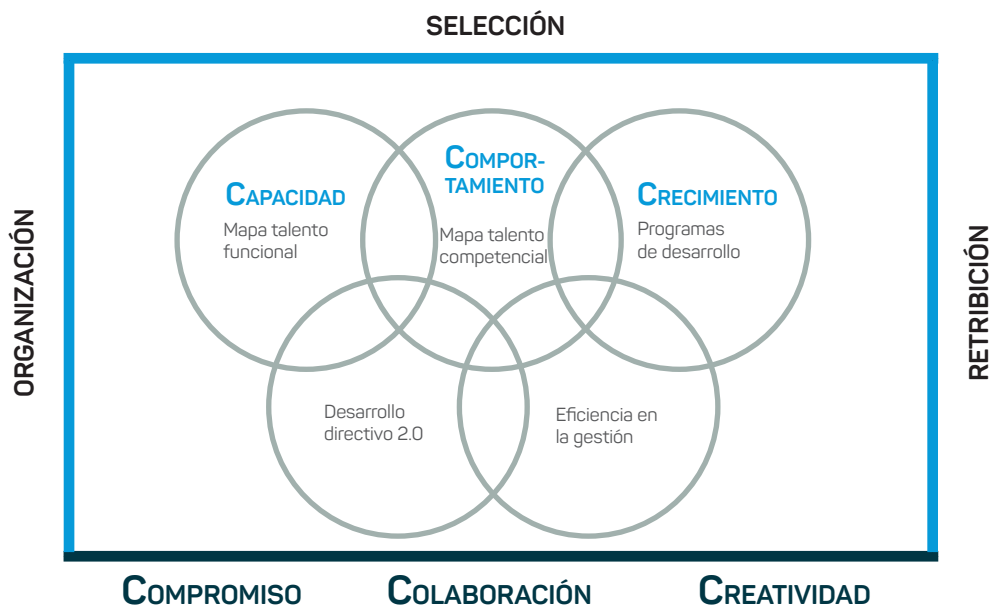 SELECCIÓN
ORGANIZACIÓN
CAPACIDAD
Mapa talento
funcional
COMPOR-
TAMIENTO
Mapa talento
competencial
CRECIMIENTO
Programas
de desarrollo
RETRIBICIÓN
Desarrollo
directivo 2.0
Eficiencia en
la gestión
COMPROMISO
COLABORACIÓN
CREATIVIDAD